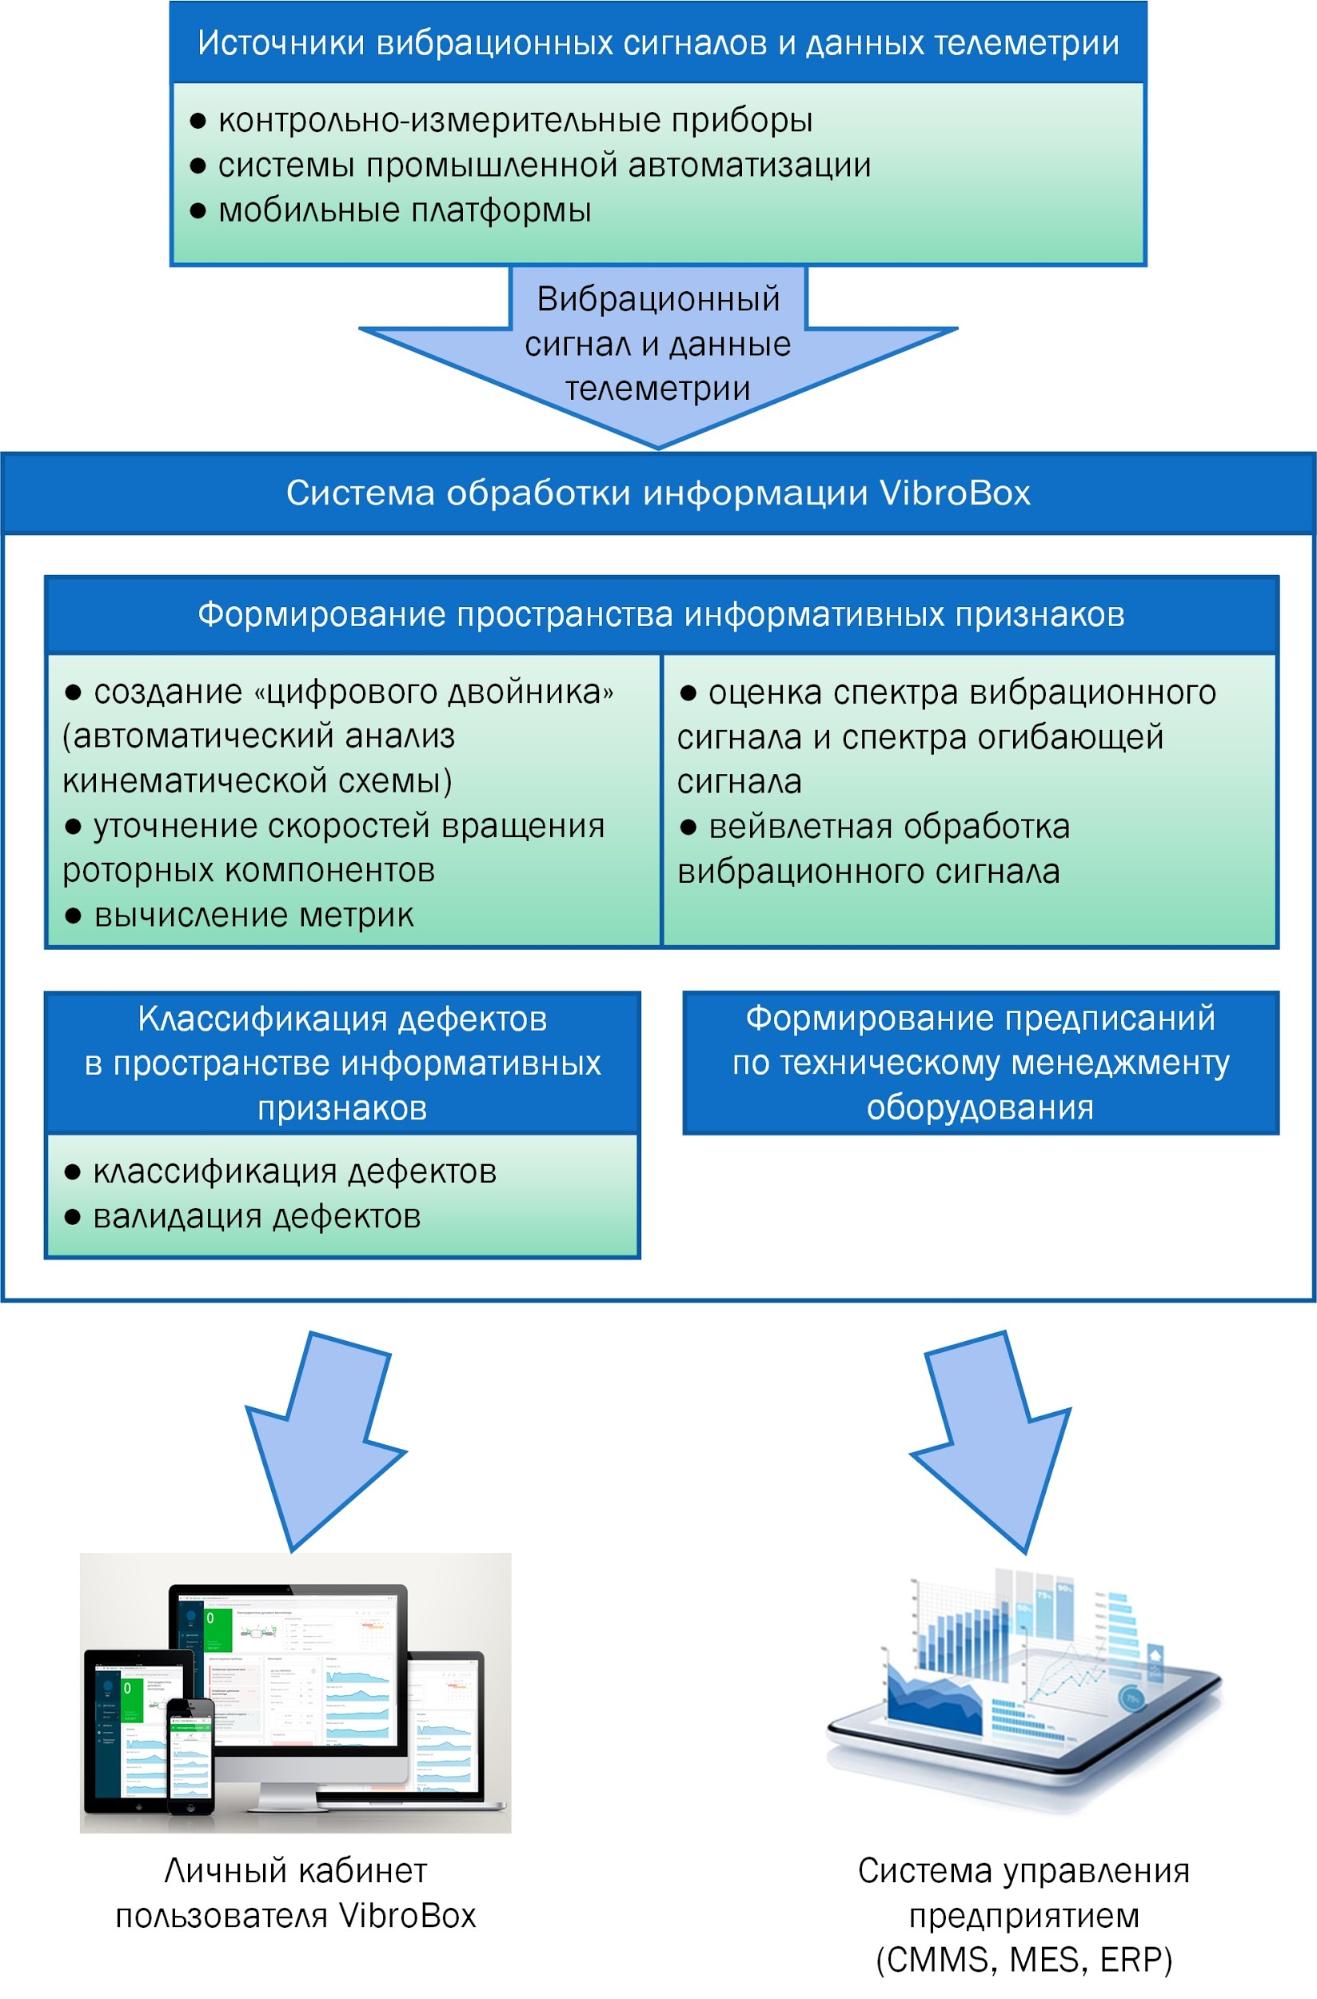 Источники вибрационных сигналов и данных телеметрии
● контрольно-измерительные приборы
● системы промышленной автоматизации
● мобильные платформы
Вибрационный
сигнал и данные
телеметрии
Система обработки информации VibroBox
Формирование пространства информативных признаков
● создание «цифрового двойника»
(автоматический анализ
кинематической схемы)
● уточнение скоростей вращения
роторных компонентов
● вычисление метрик
● оценка спектра вибрационного
сигнала и спектра огибающей
сигнала
● вейвлетная обработка
вибрационного сигнала
Классификация дефектов
в пространстве информативных
признаков
● классификация дефектов
● валидация дефектов
Формирование предписаний
по техническому менеджменту
оборудования
Личный кабинет
пользователя VibroBox
Система управления
предприятием
(CMMS, MES, ERP)